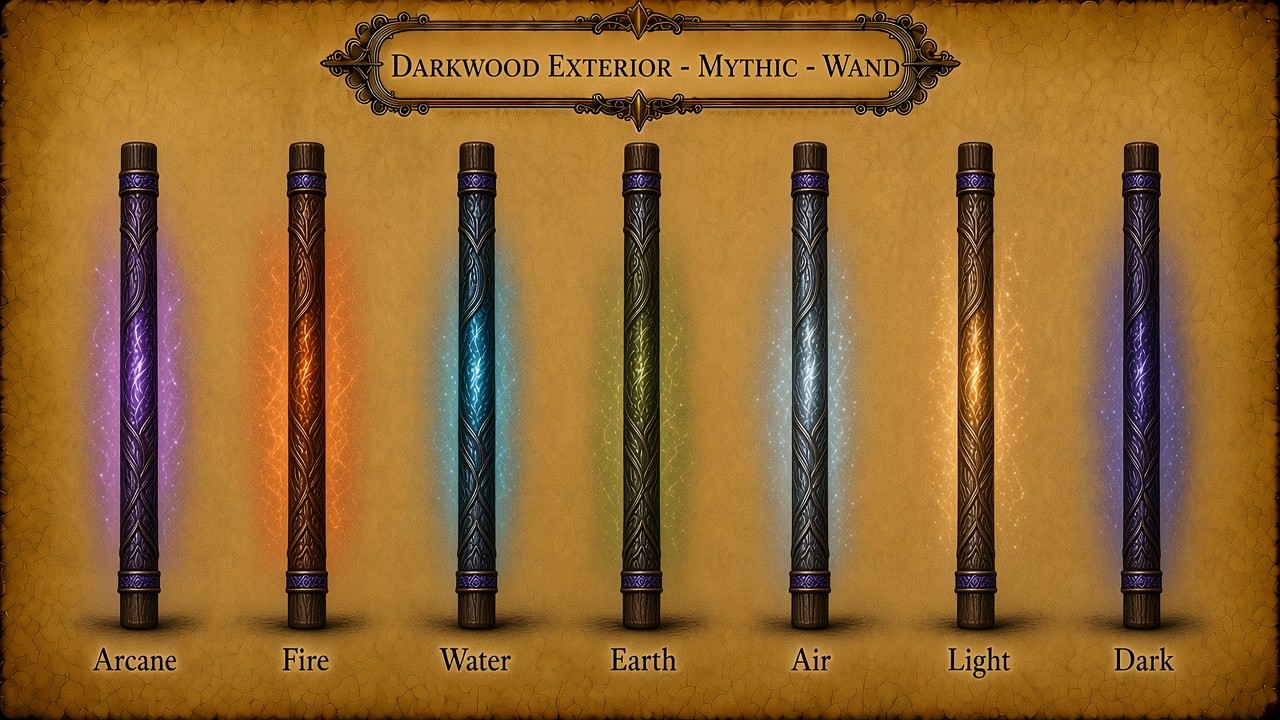 Darkwood Exterior - Mythic - Wand
Arcane
Fire
Water
Earth
Air
Light
Dark